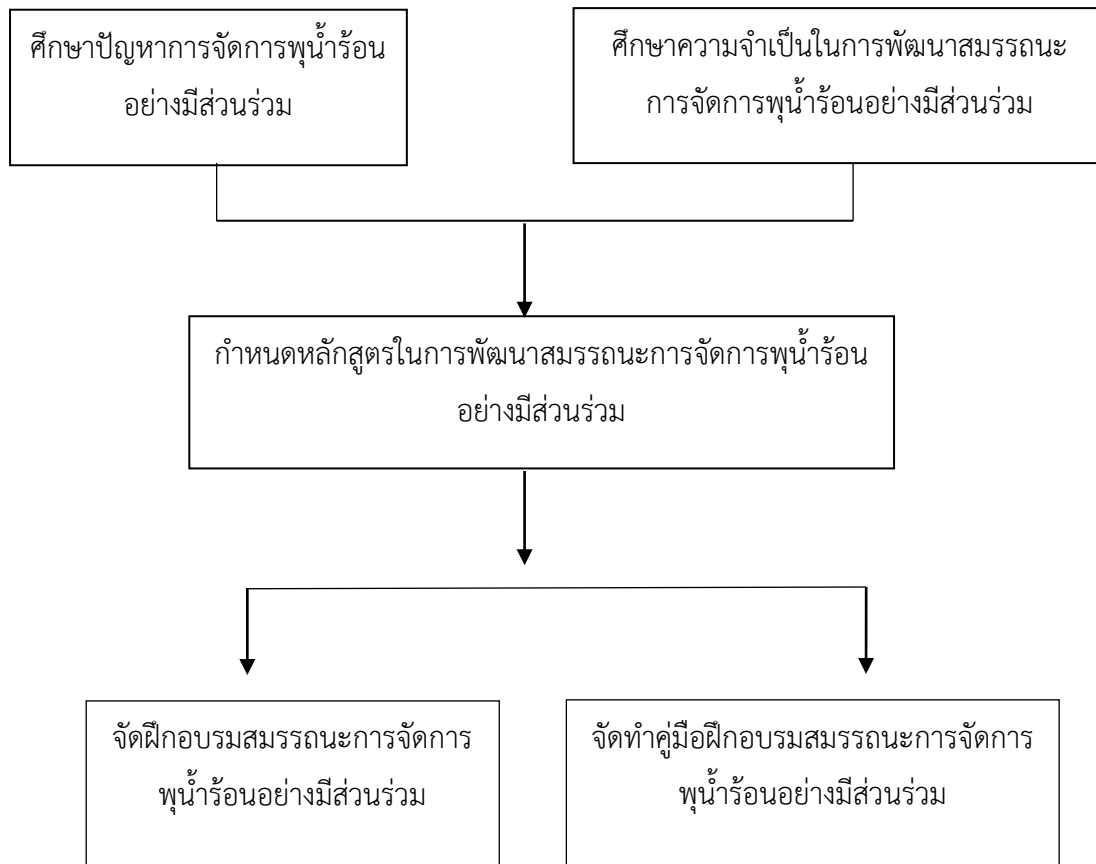 ศึกษาปัญหาการจัดการพุน้ำร้อน
อย่างมีส่วนร่วม
ศึกษาความจำเป็นในการพัฒนาสมรรถนะ
การจัดการพุน้ำร้อนอย่างมีส่วนร่วม
กำหนดหลักสูตรในการพัฒนาสมรรถนะการจัดการพุน้ำร้อน
อย่างมีส่วนร่วม
จัดฝึกอบรมสมรรถนะการจัดการ
พุน้ำร้อนอย่างมีส่วนร่วม
จัดทำคู่มือฝึกอบรมสมรรถนะการจัดการ
พุน้ำร้อนอย่างมีส่วนร่วม